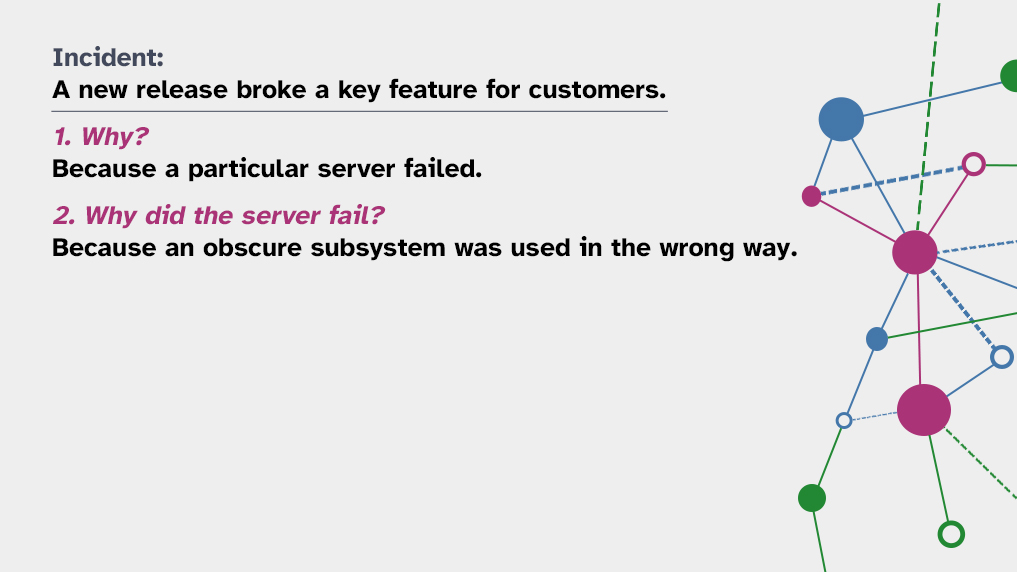 Incident:
A new release broke a key feature for customers.
1. Why?
Because a particular server failed.
2. Why did the server fail?
Because an obscure subsystem was used in the wrong way.